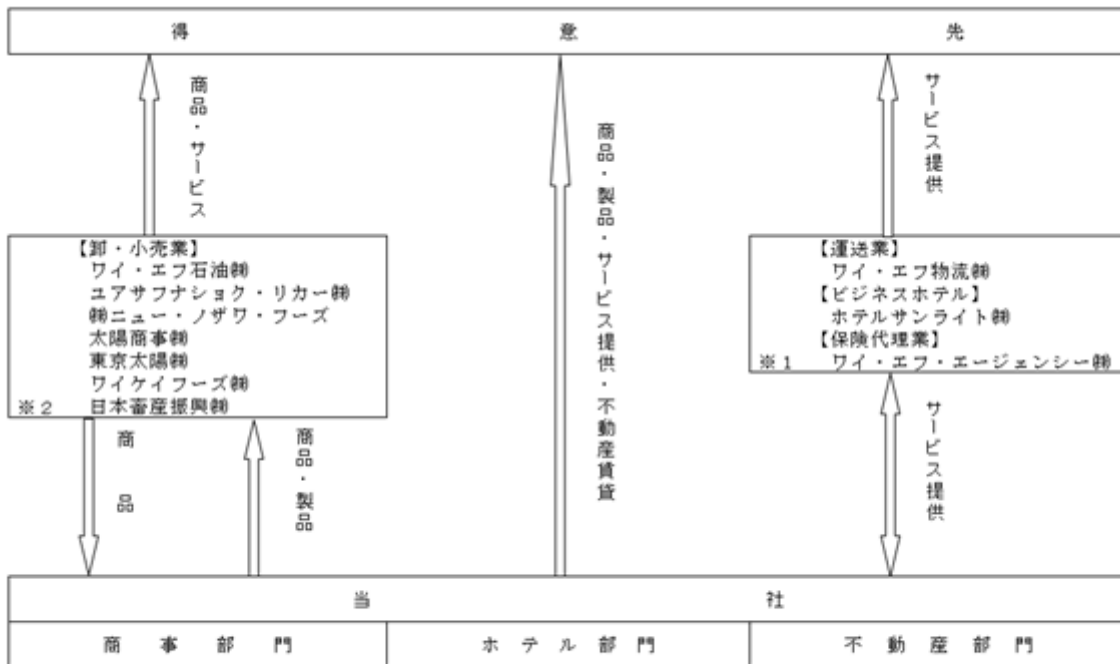 得 意 先
商品・サービス
商品・製品・サービス提供・不動産賃貸
サービス提供
【卸・小売業】
ワイ・エフ石油㈱
ユアサフナショク・リカー㈱
㈱ニュー・ノザワ・フーズ
太陽商事㈱
東京太陽㈱
ワイケイフーズ㈱
※2 日本畜産振興㈱
【運送業】
ワイ・エフ物流㈱
【ビジネスホテル】
ホテルサンライト㈱
【保険代理業】
※1 ワイ・エフ・エージェンシー㈱
商 品
商品・製品
サービス提供
当 社
商 事 部 門
ホ テ ル 部 門
不 動 産 部 門